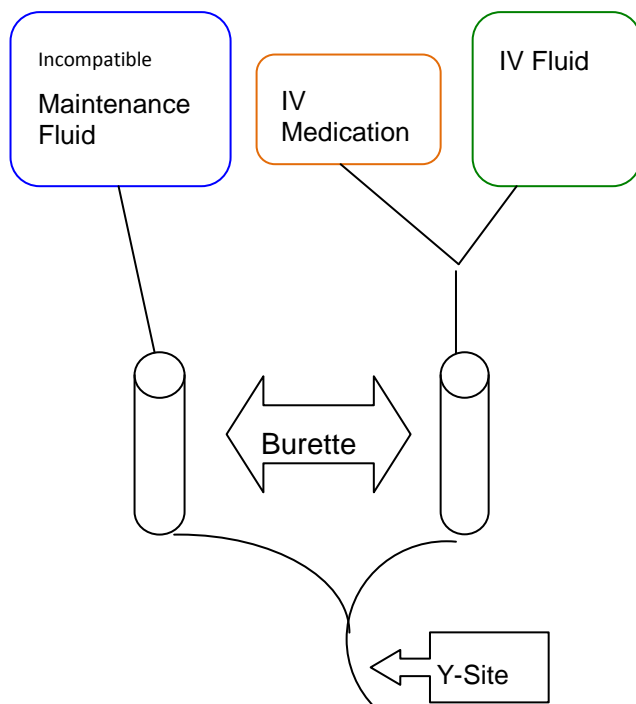 Incompatible
Maintenance
Fluid
IV
Medication
IV Fluid
Burette
Y-Site